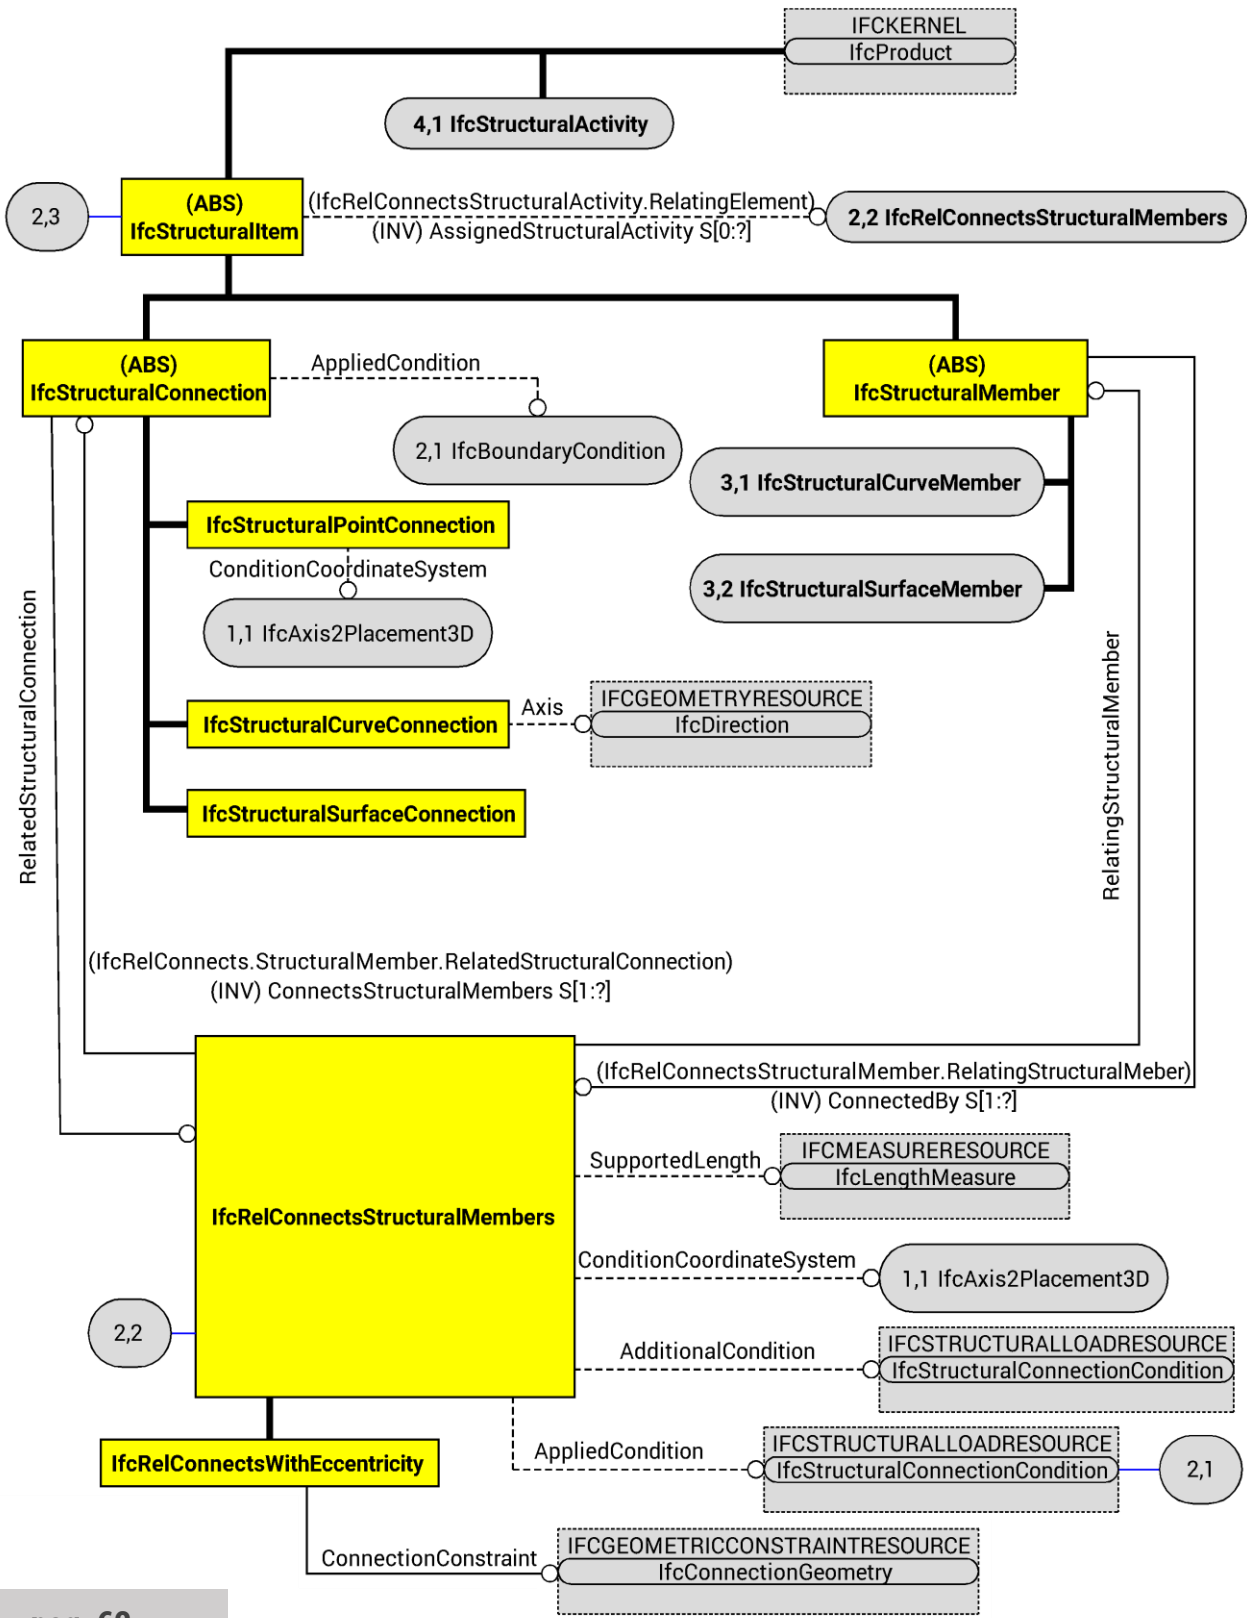 IFCKERNEL
IfcProduct
4,1 IfcStructuralActivity
2,3
(ABS)
IfcStructuralItem
(IfcRelConnectsStructuralActivity.RelatingElement)
(INV) AssignedStructuralActivity S[0:?]
2,2 IfcRelConnectsStructuralMembers
(ABS)
IfcStructuralConnection
AppliedCondition
(ABS)
IfcStructuralMember
2,1 IfcBoundaryCondition
3,1 IfcStructuralCurveMember
IfcStructuralPointConnection
ConditionCoordinateSystem
3,2 IfcStructuralSurfaceMember
1,1 IfcAxis2Placement3D
RelatedStructuralConnection
RelatingStructuralMember
IfcStructuralCurveConnection
Axis
IFCGEOMETRYRESOURCE
IfcDirection
IfcStructuralSurfaceConnection
(IfcRelConnects.StructuralMember.RelatedStructuralConnection)
(INV) ConnectsStructuralMembers S[1:?]
(IfcRelConnectsStructuralMember.RelatingStructuralMeber)
(INV) ConnectedBy S[1:?]
SupportedLength
IFCMEASURERESOURCE
IfcLengthMeasure
IfcRelConnectsStructuralMembers
ConditionCoordinateSystem
1,1 IfcAxis2Placement3D
2,2
AdditionalCondition
IFCSTRUCTURALLOADRESOURCE
IfcStructuralConnectionCondition
IfcRelConnectsWithEccentricity
AppliedCondition
IFCSTRUCTURALLOADRESOURCE
IfcStructuralConnectionCondition
2,1
ConnectionConstraint
IFCGEOMETRICCONSTRAINTRESOURCE
IfcConnectionGeometry